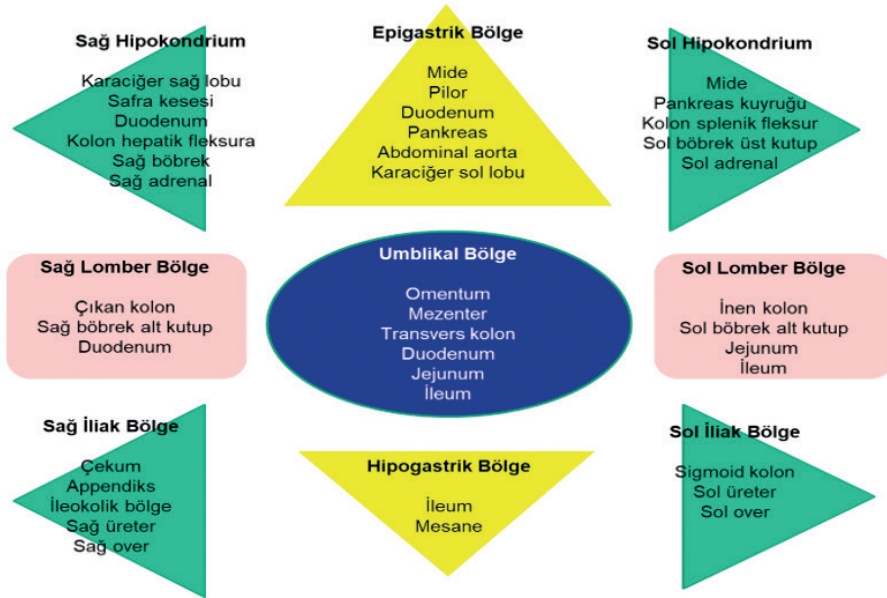 Sağ Hipokondrium
Karaciğer sağ lobu
Safra kesesi
Duodenum
Kolon hepatik fleksura
Sağ böbrek
Sağ adrenal
Epigastrik Bölge
Mide
Pilor
Duodenum
Pankreas
Abdominal aorta
Karaciğer sol lobu
Sol Hipokondrium
Mide
Pankreas kuyruğu
Kolon splenik fleksur
Sol böbrek üst kutup
Sol adrenal
Sağ Lomber Bölge
Çıkan kolon
Sağ böbrek alt kutup
Duodenum
Umblikal Bölge
Omentum
Mezenter
Transvers kolon
Duodenum
Jejunum
İleum
Sol Lomber Bölge
İnen kolon
Sol böbrek alt kutup
Jejunum
İleum
Sağ İliak Bölge
Çekum
Appendiks
İleokolik bölge
Sağ üreter
Sağ over
Hipogastrik Bölge
İleum
Mesane
Sol İliak Bölge
Sigmoid kolon
Sol üreter
Sol over